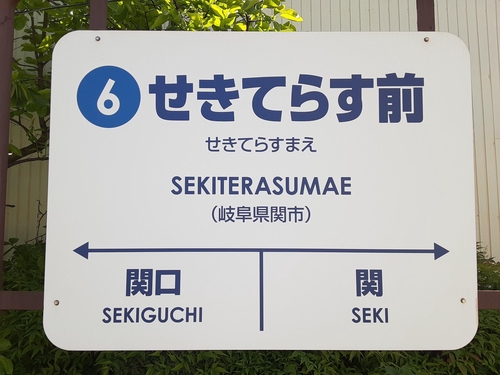 6 せきてらす前
せきてらすまえ
SEKITERASUMAE
（岐阜県関市）
関口 関
SEKIGUCHI SEKI